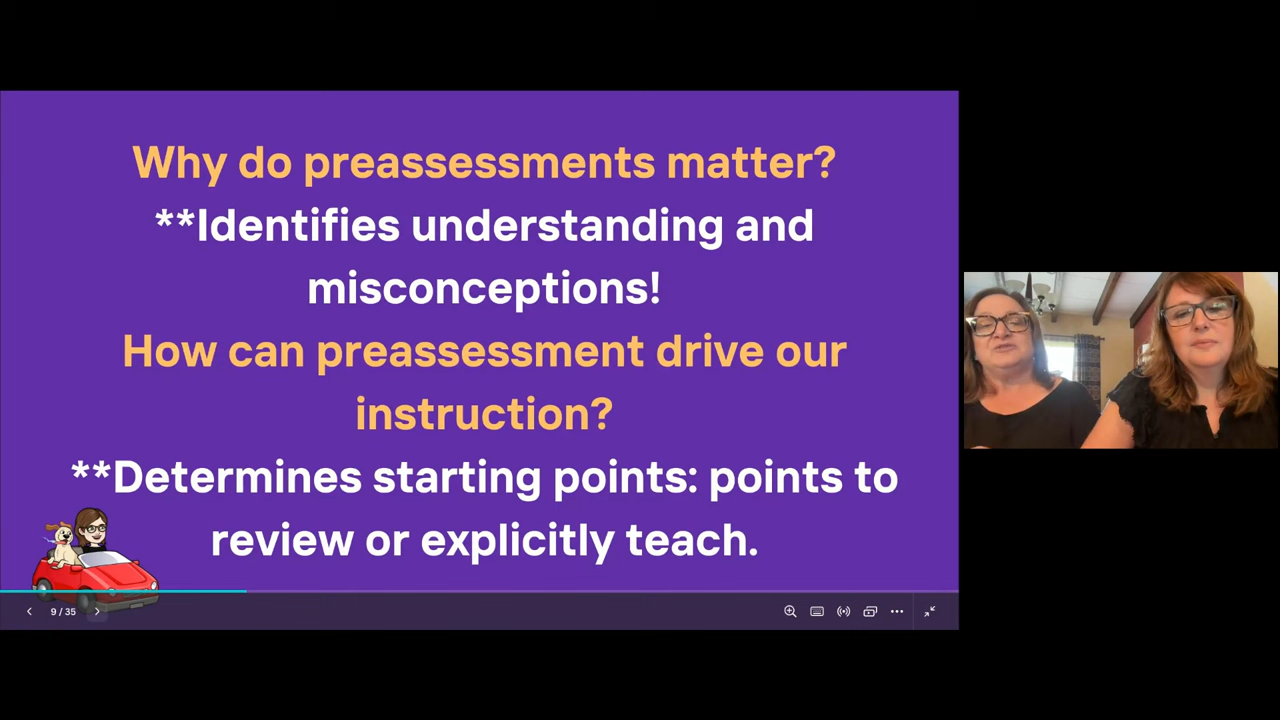 Why do preassessments matter?
**Identifies understanding and
misconceptions!
How can preassessment drive our
instruction?
**Determines starting points: points to
review or explicitly teach.
9 / 35